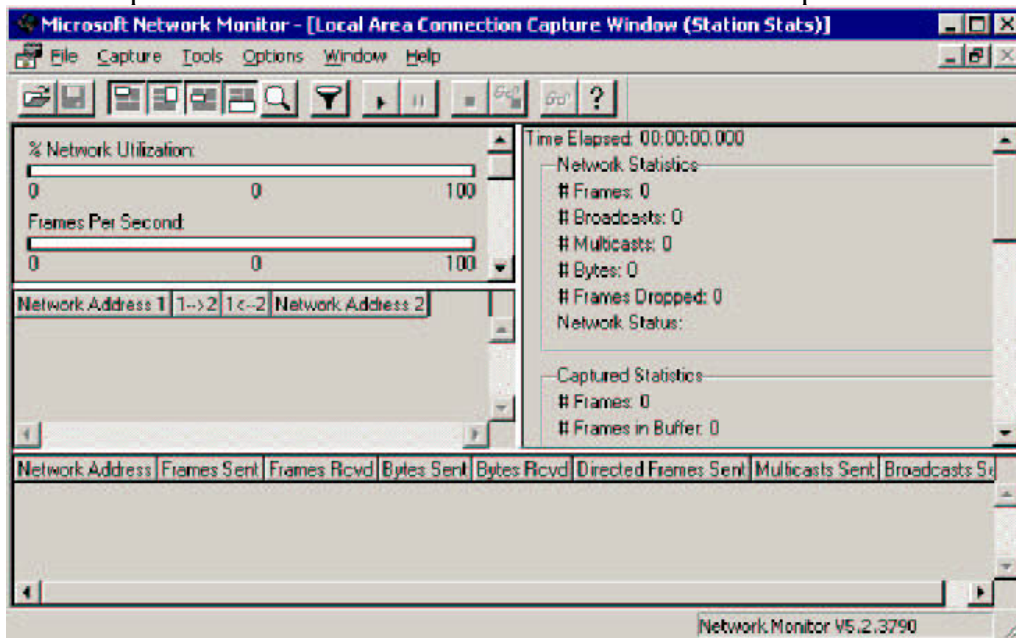 Microsoft Network Monitor - [Local Area Connection Capture Window (Station Stats)]
File Capture Tools Options Window Help
% Network Utilization:
0 0 100
Frames Per Second:
0 0 100
Time Elapsed: 00:00:00.000
Network Statistics
# Frames: 0
# Broadcasts: 0
# Multicasts: 0
# Bytes: 0
# Frames Dropped: 0
Network Status:
Captured Statistics
# Frames: 0
# Frames in Buffer: 0
Network Address 1 1-->2 1<--2 Network Address 2
Network Address Frames Sent Frames Rcvd Bytes Sent Bytes Rcvd Directed Frames Sent Multicasts Sent Broadcasts Se
Network Monitor V5.2.3790